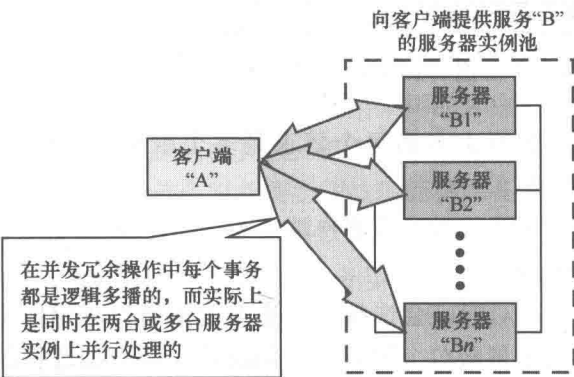 向客户端提供服务“B”
的服务器实例池
服务器
“B1”
客户端
“A”
服务器
“B2”
在并发冗余操作中每个事务
都是逻辑多播的，而实际上
是同时在两台或多台服务器
实例上并行处理的
服务器
“Bn”